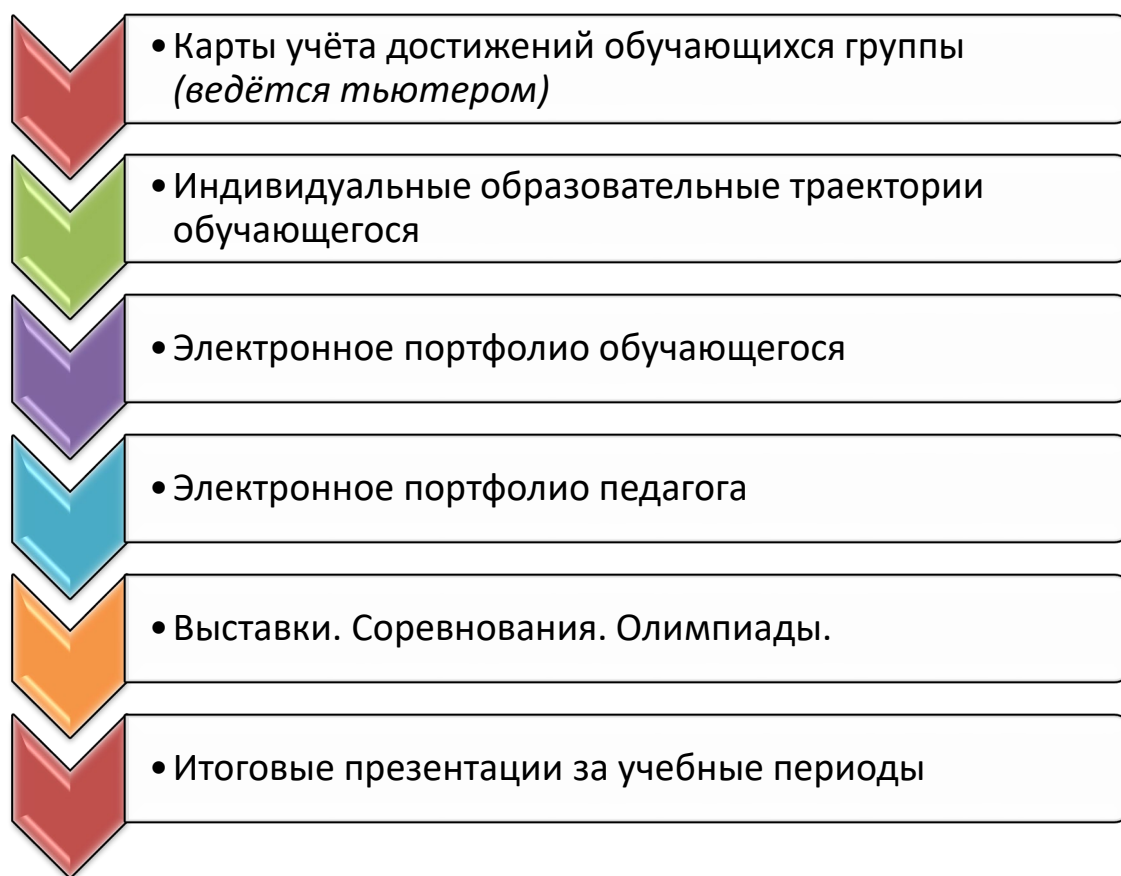 •Карты учёта достижений обучающихся группы
(ведётся тьютером)
•Индивидуальные образовательные траектории
обучающегося
•Электронное портфолио обучающегося
•Электронное портфолио педагога
•Выставки. Соревнования. Олимпиады.
•Итоговые презентации за учебные периоды